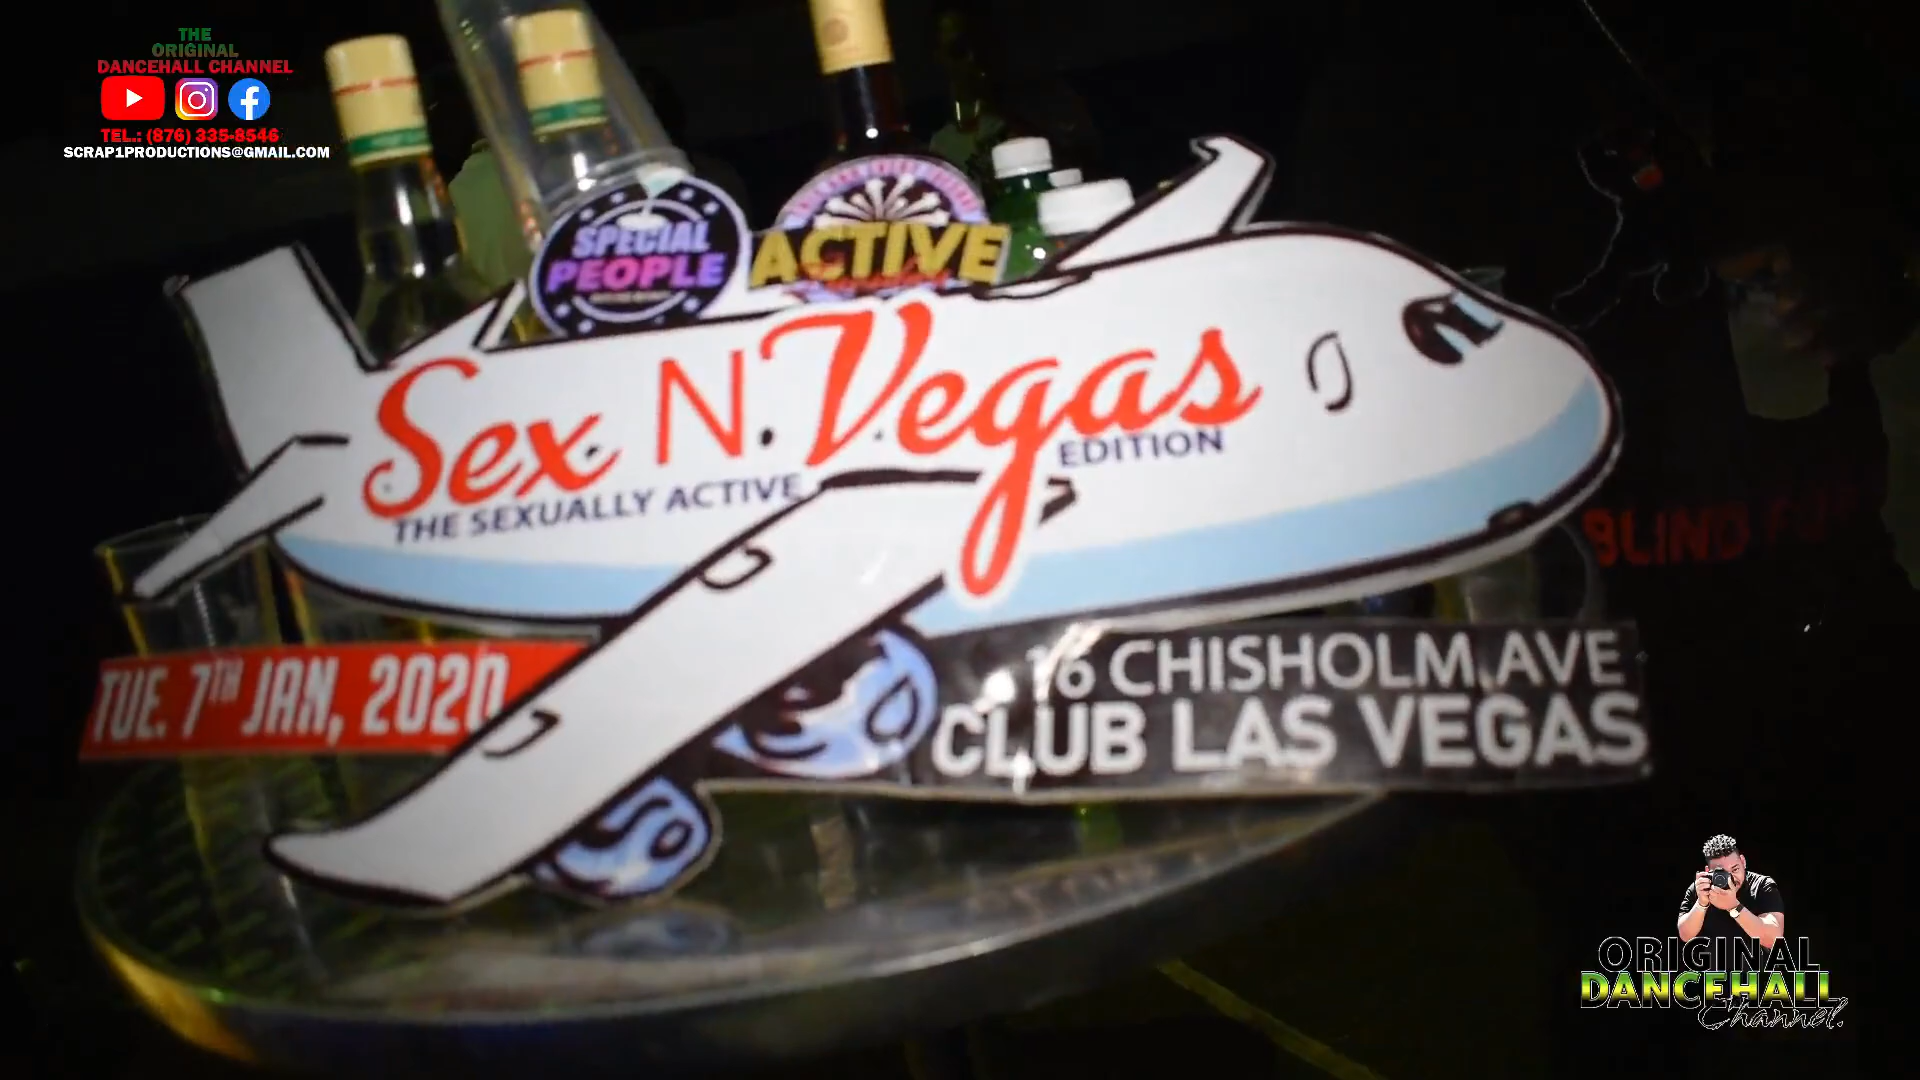 THE
ORIGINAL
DANCEHALL CHANNEL
TEL.: (876) 335-8546
SCRAP1PRODUCTIONS@GMAIL.COM
SPECIAL
PEOPLE
ACTIVE
Sex. N. Vegas
THE SEXUALLY ACTIVE EDITION
BLIND
TUE. 7TH JAN, 2020
16 CHISHOLM AVE
CLUB LAS VEGAS
ORIGINAL
DANCEHALL
Channel.